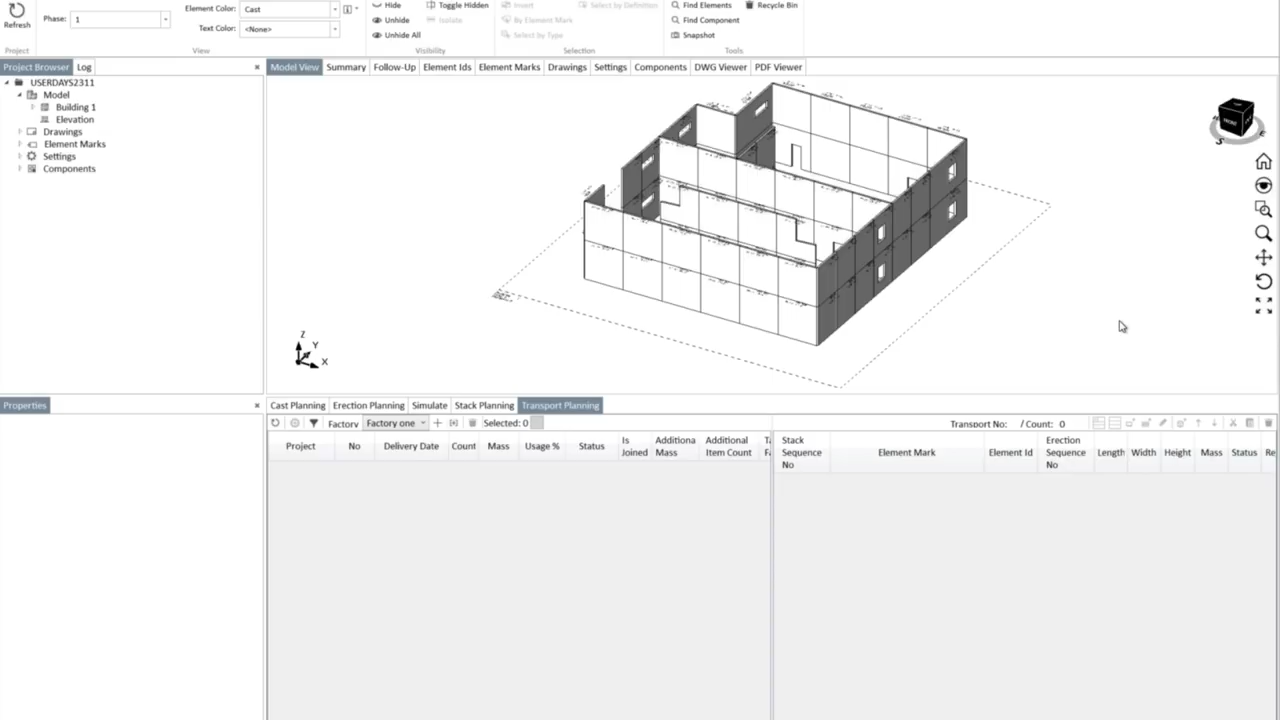 Refresh
Phase: 1
Element Color: Cast
Text Color: <None>
Hide
Unhide
Unhide All
Toggle Hidden
Isolate
Invert
By Element Mark
Select by Type
Select by Definition
Find Elements
Find Component
Snapshot
Recycle Bin
Project
View
Visibility
Selection
Tools
Project Browser Log
Model View Summary Follow-Up Element Ids Element Marks Drawings Settings Components DWG Viewer PDF Viewer
USERDAYS2311
Model
Building 1
Elevation
Drawings
Element Marks
Settings
Components
FRONT
S
E
Z
Y
X
Properties
Cast Planning Erection Planning Simulate Stack Planning Transport Planning
Factory Factory one Selected: 0
Transport No: / Count: 0
Project No Delivery Date Count Mass Usage % Status Is Joined Additiona Mass Additional Item Count
Stack Sequence No Element Mark Element Id Erection Sequence No Length Width Height Mass Status Re